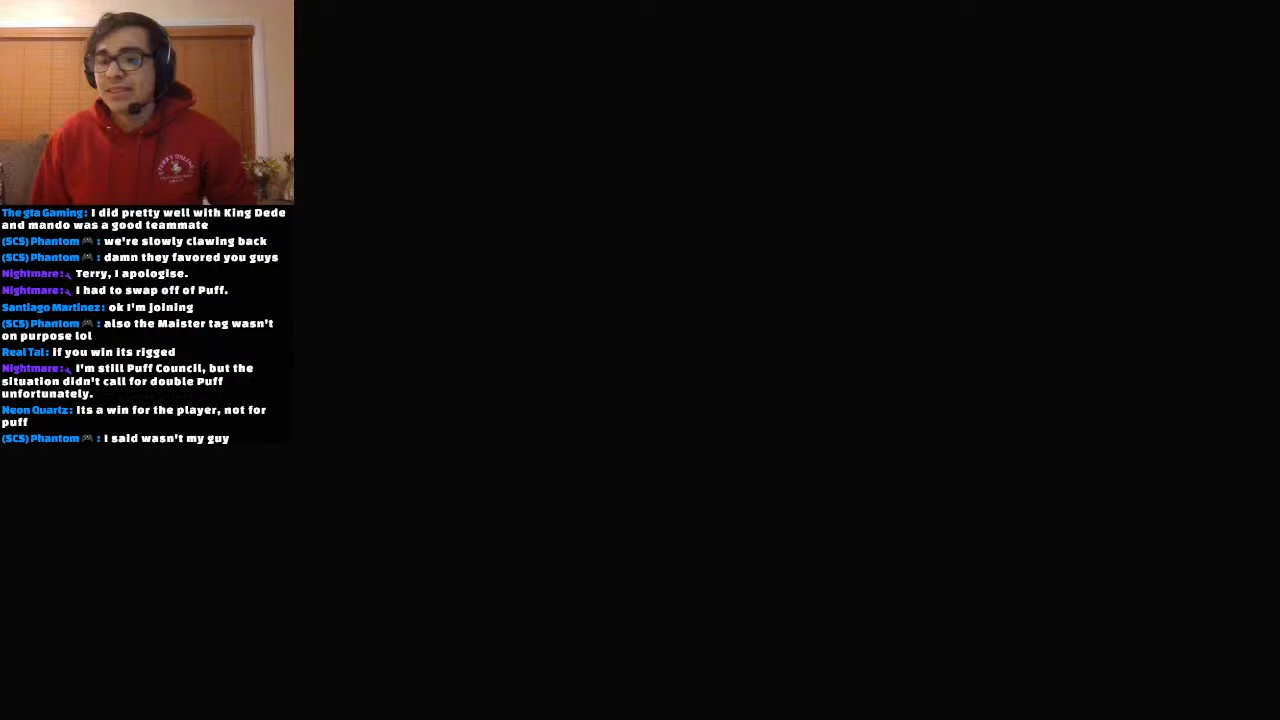 TERRY ONLINE
The gta Gaming: I did pretty well with King Dede
and mando was a good teammate
(SCS) Phantom 🎮 : we're slowly clawing back
(SCS) Phantom 🎮 : damn they favored you guys
Nightmare: Terry, I apologise.
Nightmare: I had to swap off of Puff.
Santiago Martinez: ok I'm joining
(SCS) Phantom 🎮 : also the Maister tag wasn't
on purpose lol
Real Tal: if you win its rigged
Nightmare: I'm still Puff Council, but the
situation didn't call for double Puff
unfortunately.
Neon Quartz: Its a win for the player, not for
puff
(SCS) Phantom 🎮 : I said wasn't my guy